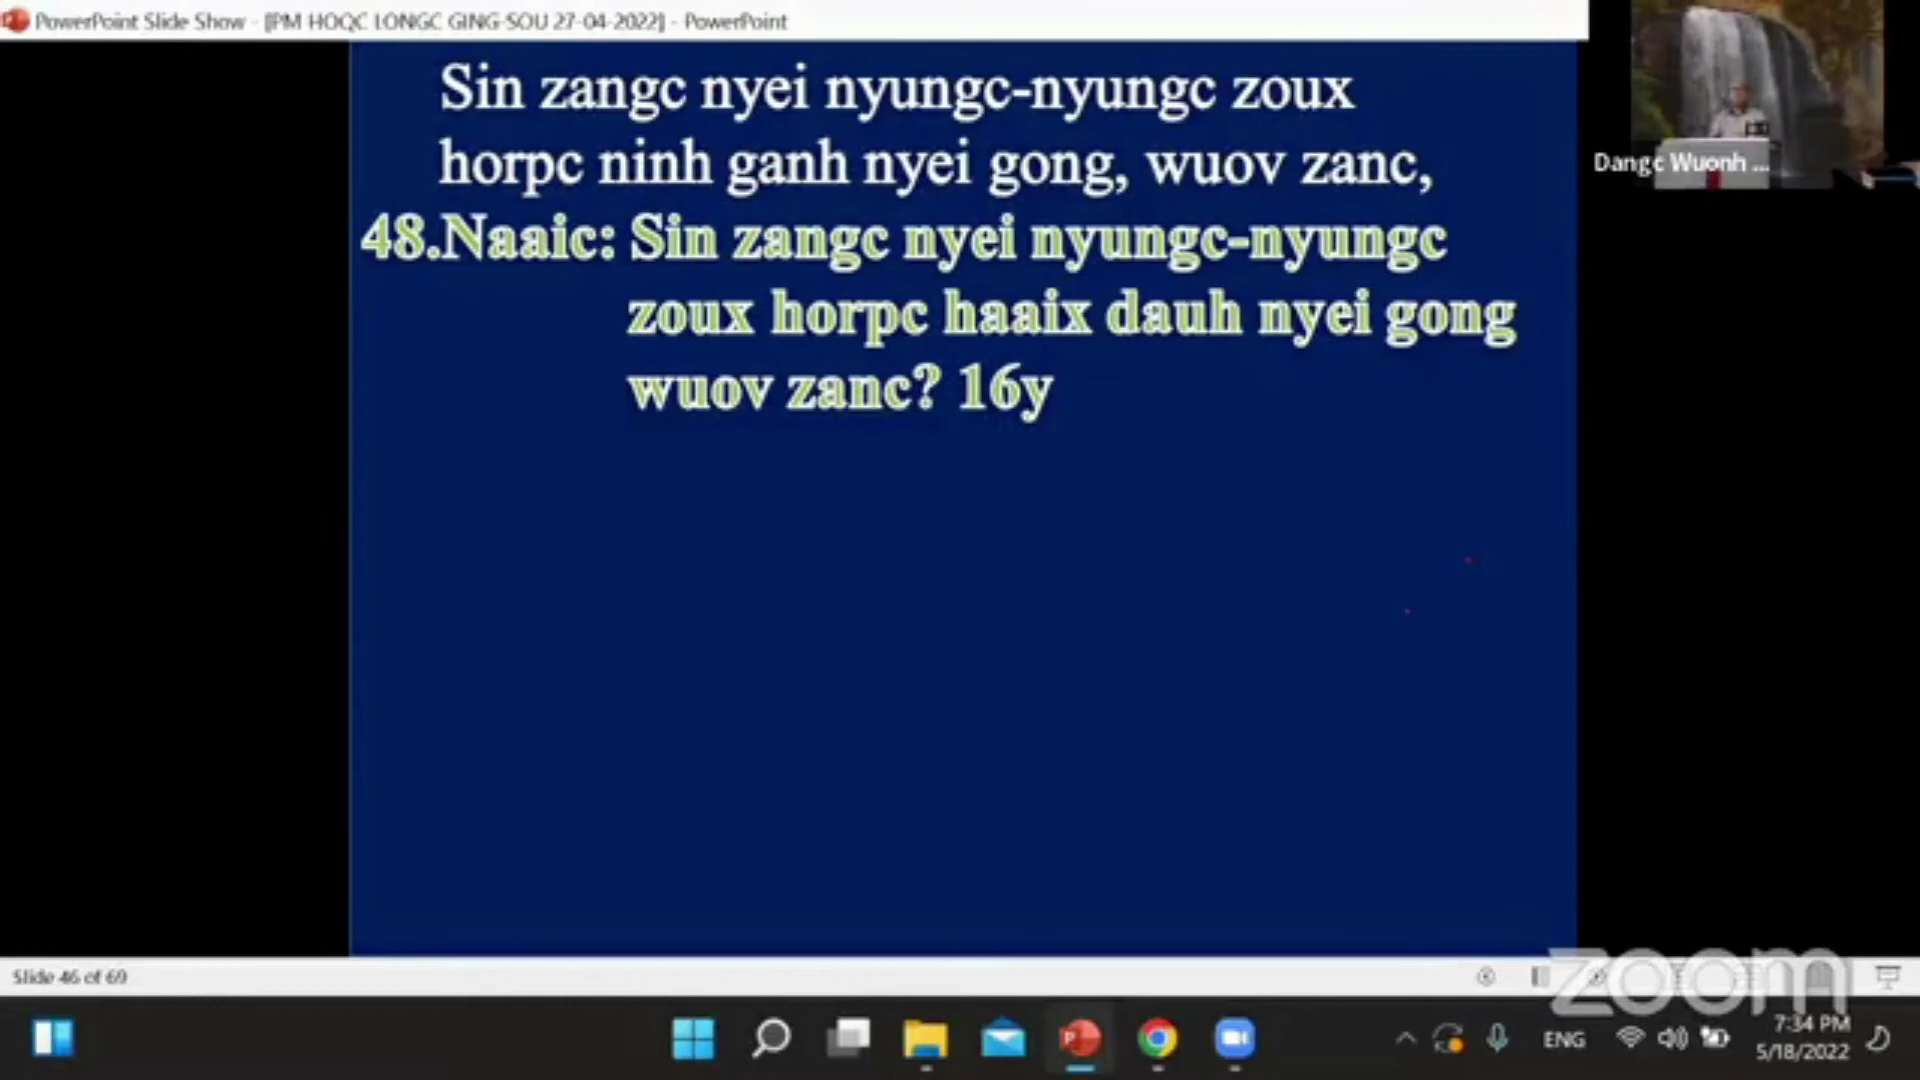 PowerPoint Slide Show - [PM HOQC LONGC GING-SOU 27-04-2022] - PowerPoint
Sin zangc nyei nyungc-nyungc zoux
horpc ninh ganh nyei gong, wuov zanc,
48.Naaic: Sin zangc nyei nyungc-nyungc
zoux horpc haaix dauh nyei gong
wuov zanc? 16y
Dangc Wuonh ...
Slide 46 of 69
zoom
ENG
7:34 PM
5/18/2022